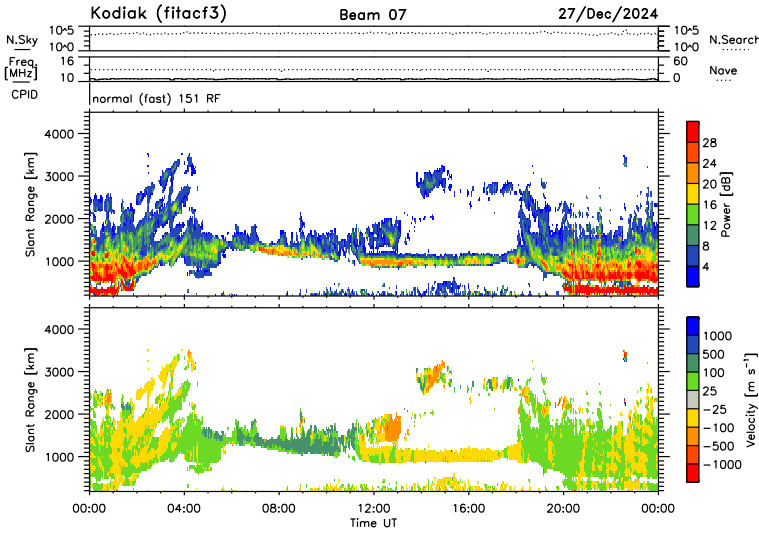 Kodiak (fitacf3) Beam 07 27/Dec/2024
N.Sky 10^5 10^0 10^5 10^0 N.Search
Freq. [MHz] 16 10 60 0 Nave
CPID normal (fast) 151 RF
Slant Range [km] 4000 3000 2000 1000
28 24 20 16 12 8 4 Power [dB]
Slant Range [km] 4000 3000 2000 1000
1000 500 100 25 −25 −100 −500 −1000 Velocity [m s⁻¹]
00:00 04:00 08:00 12:00 16:00 20:00 00:00
Time UT